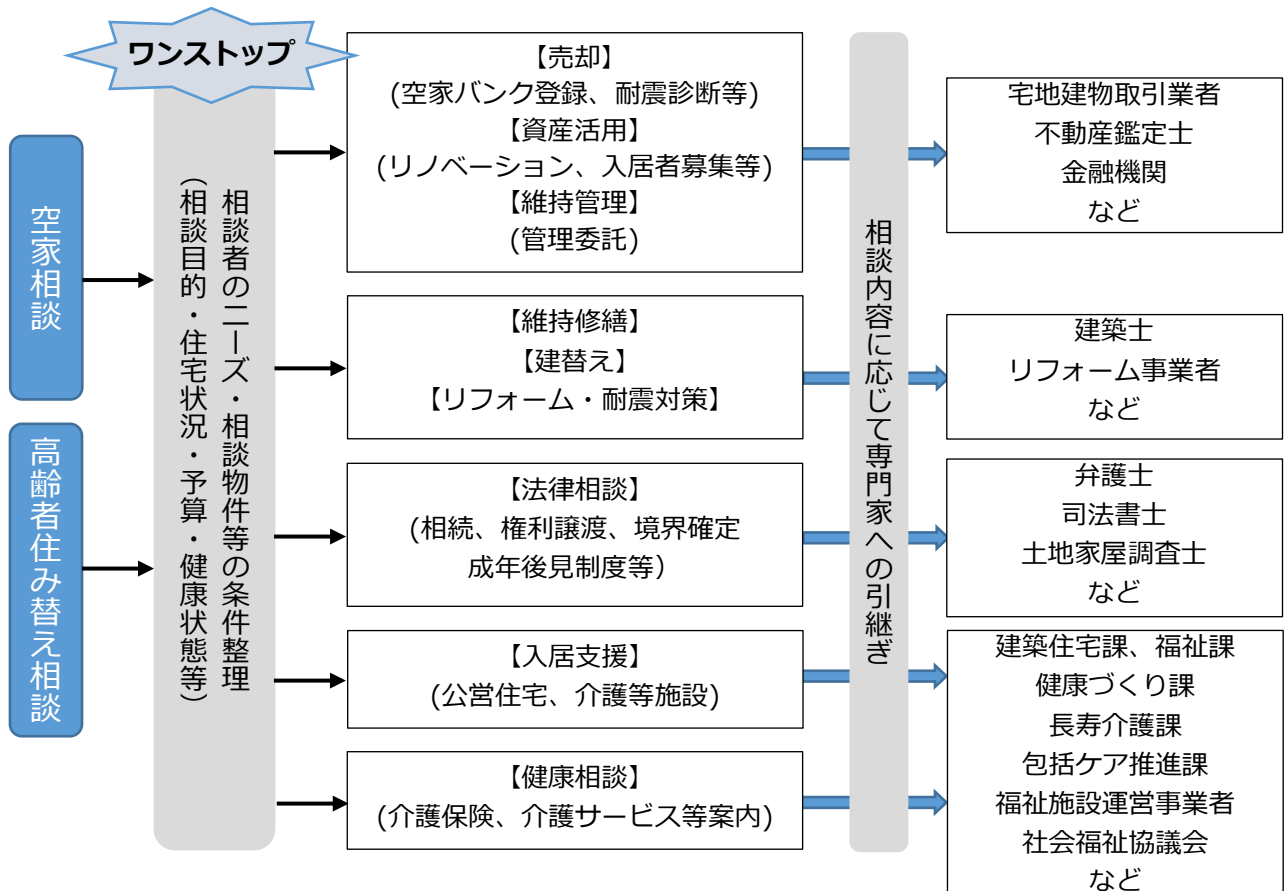 ワンストップ
空家相談
高齢者住み替え相談
相談者のニーズ・相談物件等の条件整理
（相談目的・住宅状況・予算・健康状態等）
【売却】
(空家バンク登録、耐震診断等)
【資産活用】
(リノベーション、入居者募集等)
【維持管理】
(管理委託)
【維持修繕】
【建替え】
【リフォーム・耐震対策】
【法律相談】
(相続、権利譲渡、境界確定
成年後見制度等）
【入居支援】
(公営住宅、介護等施設)
【健康相談】
(介護保険、介護サービス等案内)
相談内容に応じて専門家への引継ぎ
宅地建物取引業者
不動産鑑定士
金融機関
など
建築士
リフォーム事業者
など
弁護士
司法書士
土地家屋調査士
など
建築住宅課、福祉課
健康づくり課
長寿介護課
包括ケア推進課
福祉施設運営事業者
社会福祉協議会
など